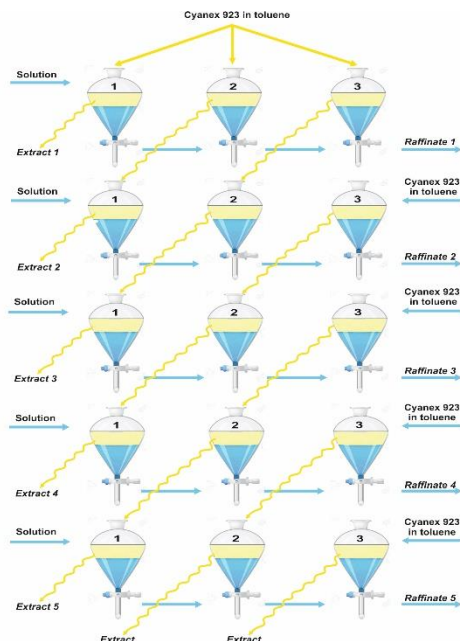 Cyanex 923 in toluene
Solution
1 2 3
Extract 1
Raffinate 1
Solution
Cyanex 923
in toluene
1 2 3
Extract 2
Raffinate 2
Solution
Cyanex 923
in toluene
1 2 3
Extract 3
Raffinate 3
Solution
Cyanex 923
in toluene
1 2 3
Extract 4
Raffinate 4
Solution
Cyanex 923
in toluene
1 2 3
Extract 5
Raffinate 5
Extract Extract